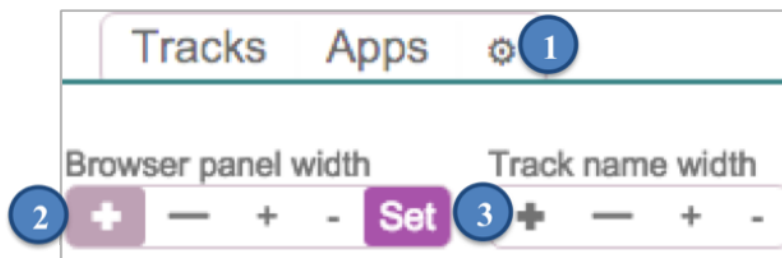 Tracks Apps ⚙ 1
Browser panel width Track name width
2 + — + - Set 3 + — + -